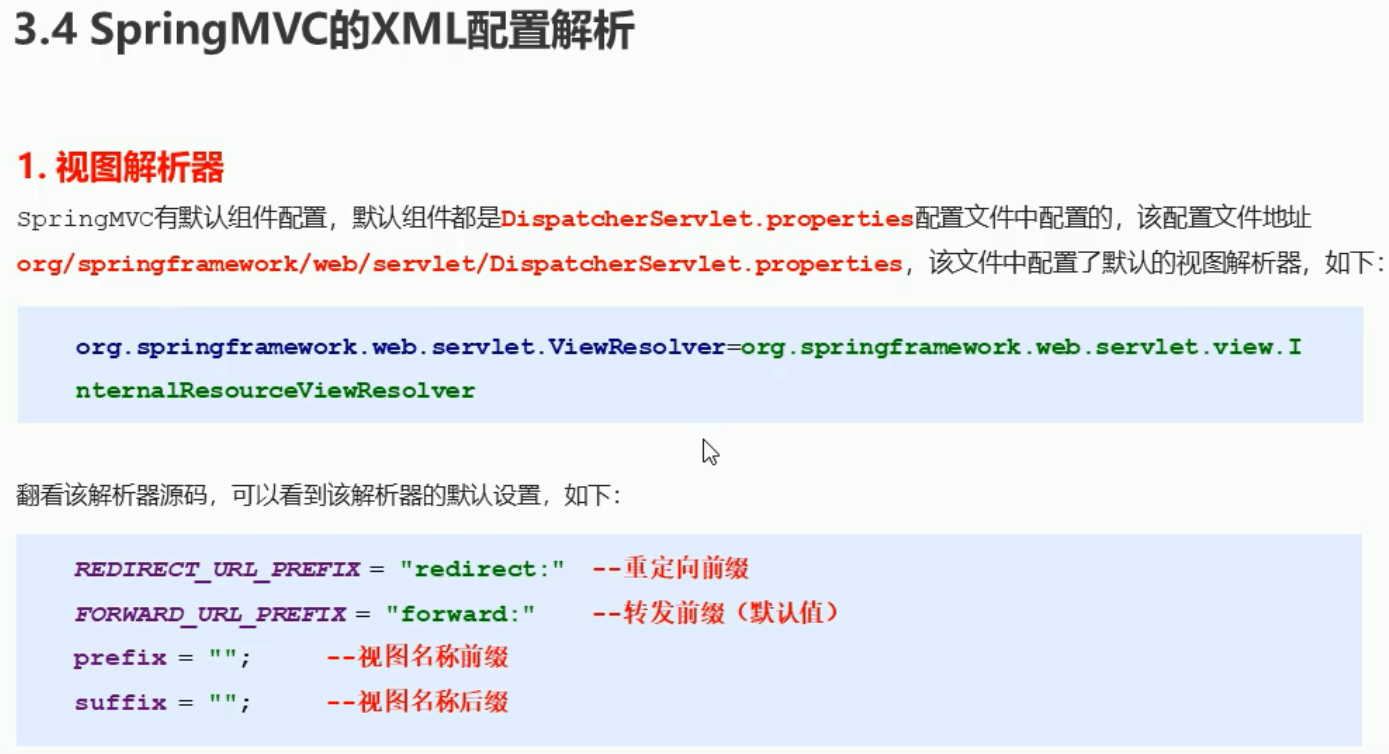 3.4 SpringMVC的XML配置解析
1. 视图解析器
SpringMVC有默认组件配置，默认组件都是DispatcherServlet.properties配置文件中配置的，该配置文件地址
org/springframework/web/servlet/DispatcherServlet.properties，该文件中配置了默认的视图解析器，如下：
org.springframework.web.servlet.ViewResolver=org.springframework.web.servlet.view.I
nternalResourceViewResolver
翻看该解析器源码，可以看到该解析器的默认设置，如下：
REDIRECT_URL_PREFIX = "redirect:" --重定向前缀
FORWARD_URL_PREFIX = "forward:" --转发前缀（默认值）
prefix = ""; --视图名称前缀
suffix = ""; --视图名称后缀